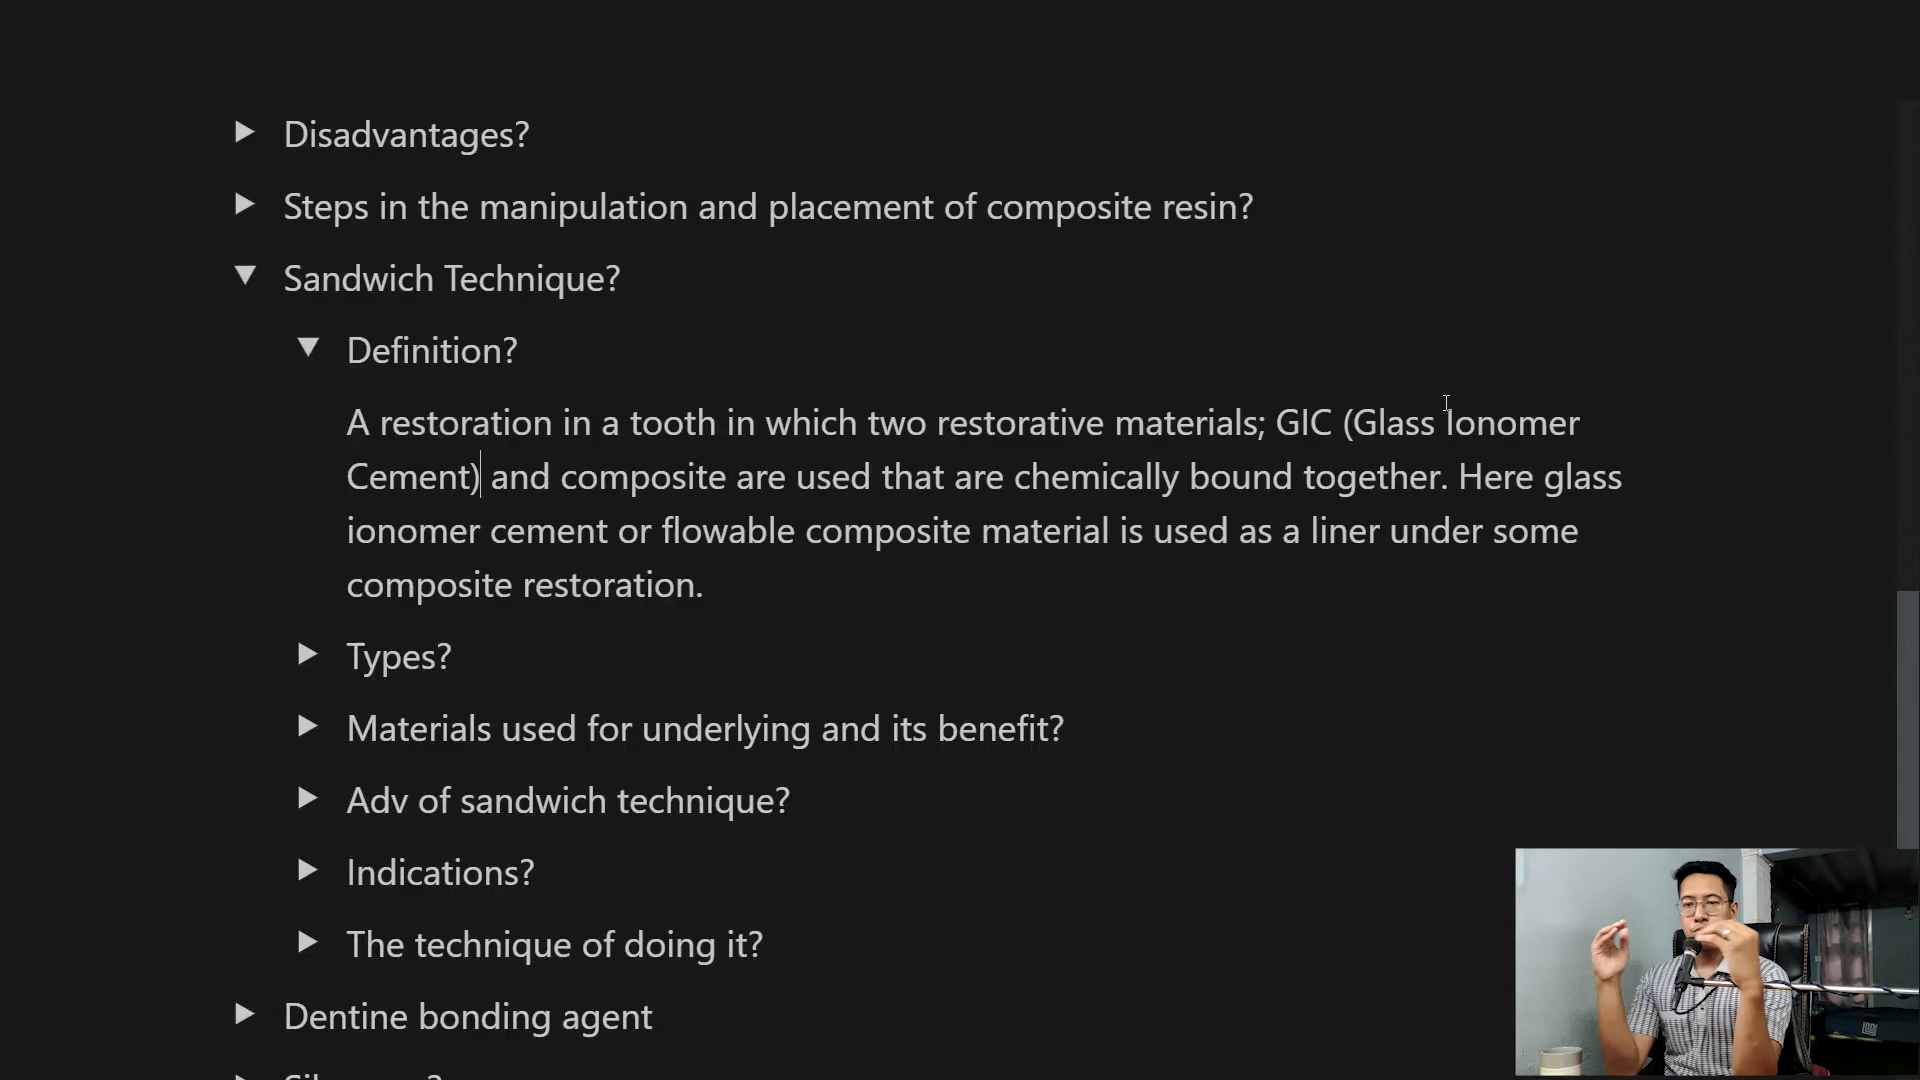 Disadvantages?
Steps in the manipulation and placement of composite resin?
Sandwich Technique?
Definition?
A restoration in a tooth in which two restorative materials; GIC (Glass Ionomer
Cement) and composite are used that are chemically bound together. Here glass
ionomer cement or flowable composite material is used as a liner under some
composite restoration.
Types?
Materials used for underlying and its benefit?
Adv of sandwich technique?
Indications?
The technique of doing it?
Dentine bonding agent